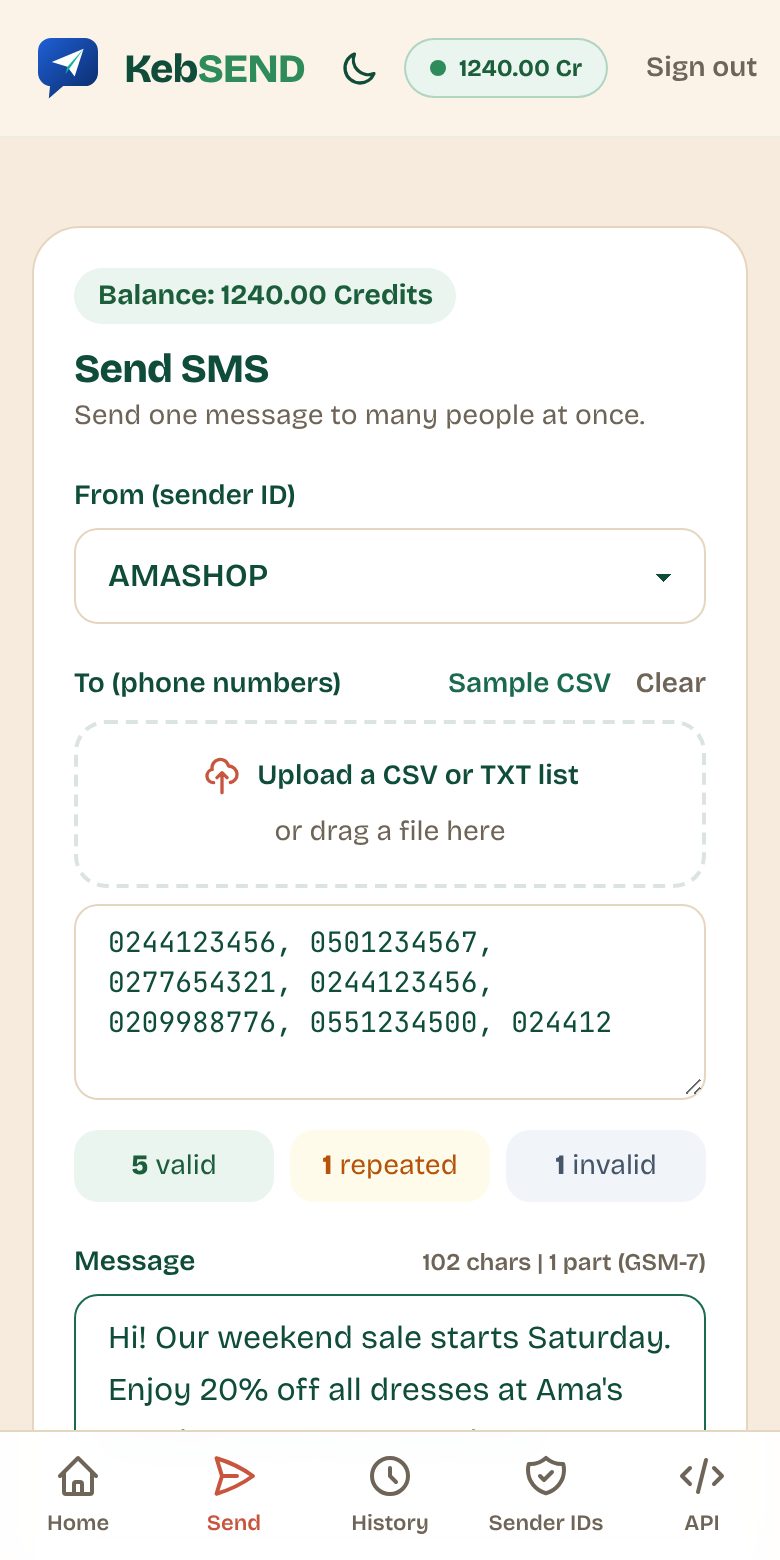 KebSEND
1240.00 Cr
Sign out
Balance: 1240.00 Credits
Send SMS
Send one message to many people at once.
From (sender ID)
AMASHOP
To (phone numbers)
Sample CSV
Clear
Upload a CSV or TXT list
or drag a file here
0244123456, 0501234567,
0277654321, 0244123456,
0209988776, 0551234500, 024412
5 valid
1 repeated
1 invalid
Message
102 chars | 1 part (GSM-7)
Hi! Our weekend sale starts Saturday.
Enjoy 20% off all dresses at Ama's
Home
Send
History
Sender IDs
API